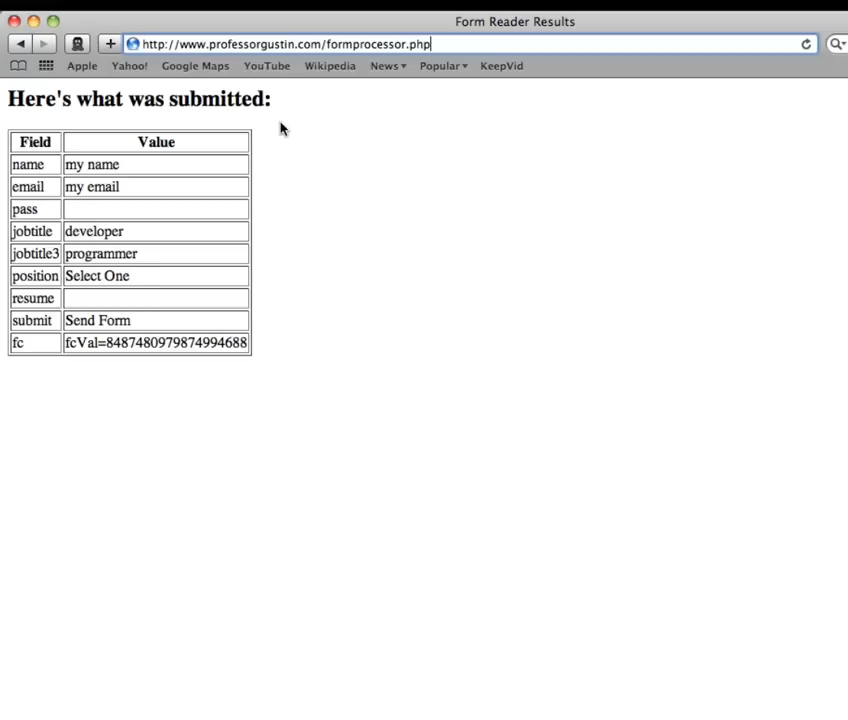 Form Reader Results
http://www.professorgustin.com/formprocessor.php
Apple Yahoo! Google Maps YouTube Wikipedia News Popular KeepVid
Here's what was submitted:
Field Value
name my name
email my email
pass
jobtitle developer
jobtitle3 programmer
position Select One
resume
submit Send Form
fc fcVal=8487480979874994688